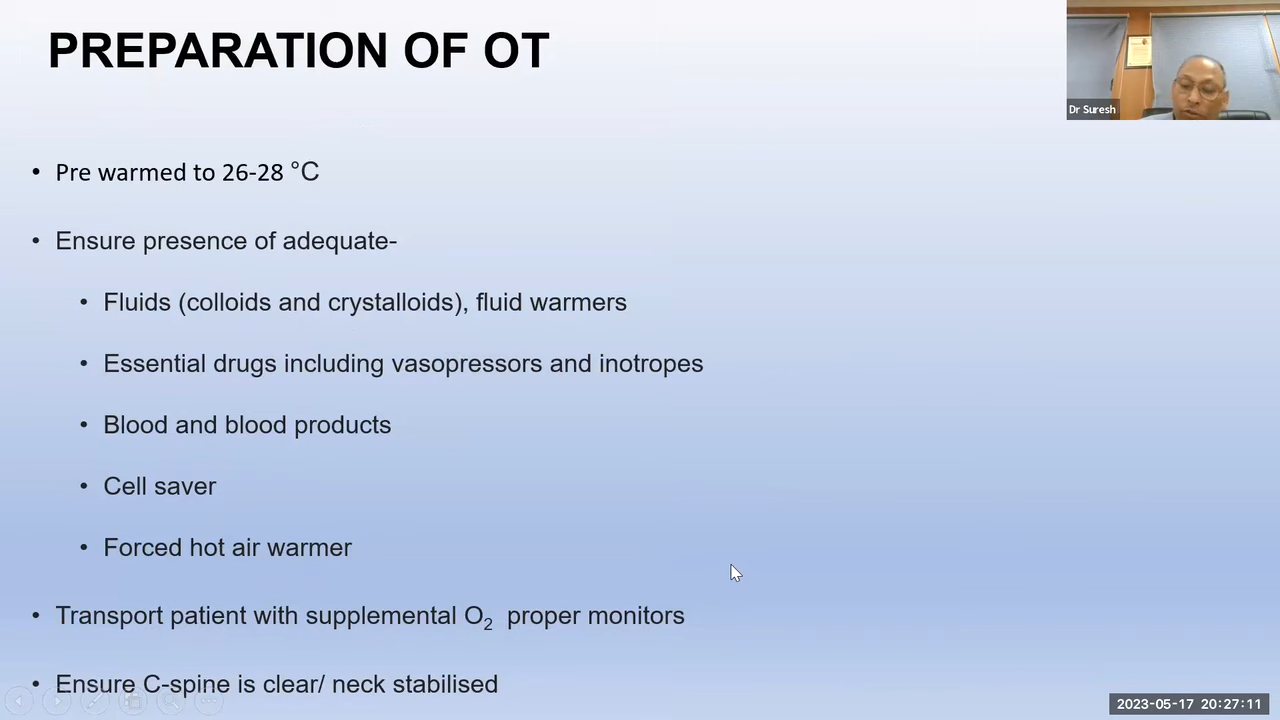 PREPARATION OF OT
Dr Suresh
• Pre warmed to 26-28 °C
• Ensure presence of adequate-
• Fluids (colloids and crystalloids), fluid warmers
• Essential drugs including vasopressors and inotropes
• Blood and blood products
• Cell saver
• Forced hot air warmer
• Transport patient with supplemental O₂ proper monitors
• Ensure C-spine is clear/ neck stabilised
2023-05-17 20:27:11